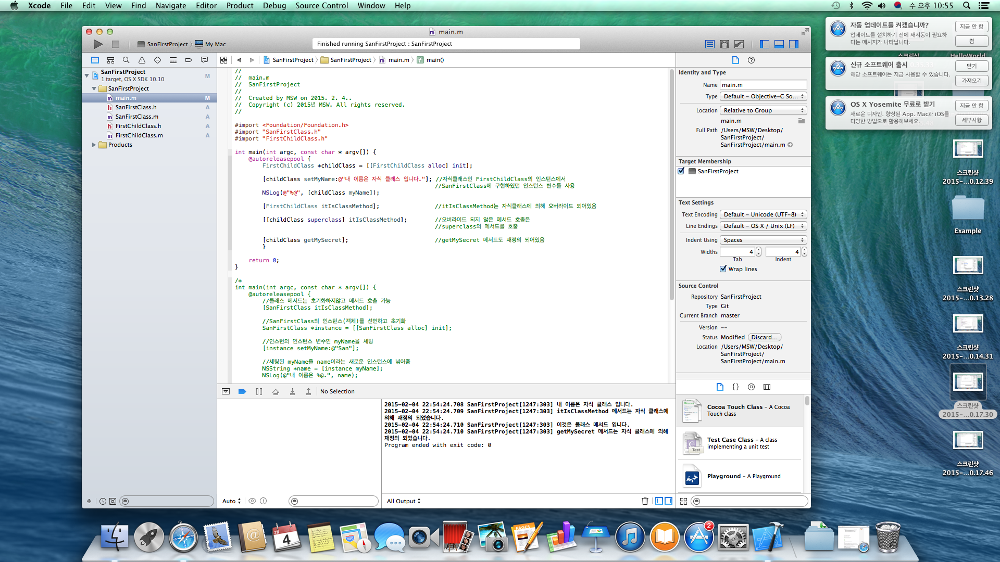 Xcode File Edit View Find Navigate Editor Product Debug Source Control Window Help
수 오후 10:55
main.m
SanFirstProject
My Mac
Finished running SanFirstProject : SanFirstProject
SanFirstProject
1 target, OS X SDK 10.10
M
SanFirstProject
main.m M
SanFirstClass.h A
SanFirstClass.m A
FirstChildClass.h A
FirstChildClass.m A
Products
SanFirstProject SanFirstProject main.m main()
//
// main.m
// SanFirstProject
//
// Created by MSW on 2015. 2. 4..
// Copyright (c) 2015년 MSW. All rights reserved.
//
#import <Foundation/Foundation.h>
#import "SanFirstClass.h"
#import "FirstChildClass.h"
int main(int argc, const char * argv[]) {
@autoreleasepool {
FirstChildClass *childClass = [[FirstChildClass alloc] init];
[childClass setMyName:@"내 이름은 자식 클래스 입니다."]; //자식클래스인 FirstChildClass의 인스턴스에서
//SanFirstClass에 구현하였던 인스턴스 변수를 사용
NSLog(@"%@", [childClass myName]);
[FirstChildClass itIsClassMethod]; //itIsClassMethod는 자식클래스에 의해 오버라이드 되어있음
[[childClass superclass] itIsClassMethod]; //오버라이드 되지 않은 메서드 호출은
//superclass의 메서드를 호출
[childClass getMySecret]; //getMySecret 메서드도 재정의 되어있음
}
return 0;
}
/*
int main(int argc, const char * argv[]) {
@autoreleasepool {
//클래스 메서드는 초기화하지않고 메서드 호출 가능
[SanFirstClass itIsClassMethod];
//SanFirstClass의 인스턴스(객체)를 선언하고 초기화
SanFirstClass *instance = [[SanFirstClass alloc] init];
//인스턴의 인스턴스 변수인 myName을 세팅
[instance setMyName:@"San"];
//세팅된 myName을 name이라는 새로운 인스턴스에 넣어줌
NSString *name = [instance myName];
NSLog(@"내 이름은 %@.", name);
No Selection
2015-02-04 22:54:24.708 SanFirstProject[1247:303] 내 이름은 자식 클래스 입니다.
2015-02-04 22:54:24.709 SanFirstProject[1247:303] itIsClassMethod 메서드는 자식 클래스에
의해 재정의 되었습니다.
2015-02-04 22:54:24.710 SanFirstProject[1247:303] 이것은 클래스 메서드 입니다.
2015-02-04 22:54:24.710 SanFirstProject[1247:303] getMySecret 메서드는 자식 클래스에 의해
재정의 되었습니다.
Program ended with exit code: 0
Auto
All Output
Identity and Type
Name main.m
Type Default - Objective-C So...
Location Relative to Group
main.m
Full Path /Users/MSW/Desktop/
SanFirstProject/
SanFirstProject/main.m
Target Membership
SanFirstProject
Text Settings
Text Encoding Default - Unicode (UTF-8)
Line Endings Default - OS X / Unix (LF)
Indent Using Spaces
Widths 4 4
Tab Indent
Wrap lines
Source Control
Repository SanFirstProject
Type Git
Current Branch master
Version --
Status Modified Discard...
Location /Users/MSW/Desktop/
SanFirstProject/
SanFirstProject/main.m
Cocoa Touch Class - A Cocoa
Touch class
Test Case Class - A class
implementing a unit test
Playground - A Playground
자동 업데이트를 켜겠습니까?
업데이트를 설치하기 전에 재시동이 필요하
다는 메시지가 나타납니다.
지금 안 함
켬
스크린샷
HelloWorld
신규 소프트웨어 출시
해당 소프트웨어는 지금 사용할 수 있습니다.
닫기
가져오기
OS X Yosemite 무료로 받기
새로운 디자인. 향상된 App. Mac과 iOS를
다양한 방법으로 활용해보세요.
지금 안 함
세부사항
스크린샷
2015-...0.12.39
Example
스크린샷
2015-...0.13.28
스크린샷
2015-...0.14.31
스크린샷
2015-...0.17.30
스크린샷
2015-...0.17.46
2월
4
280
PAGES
2